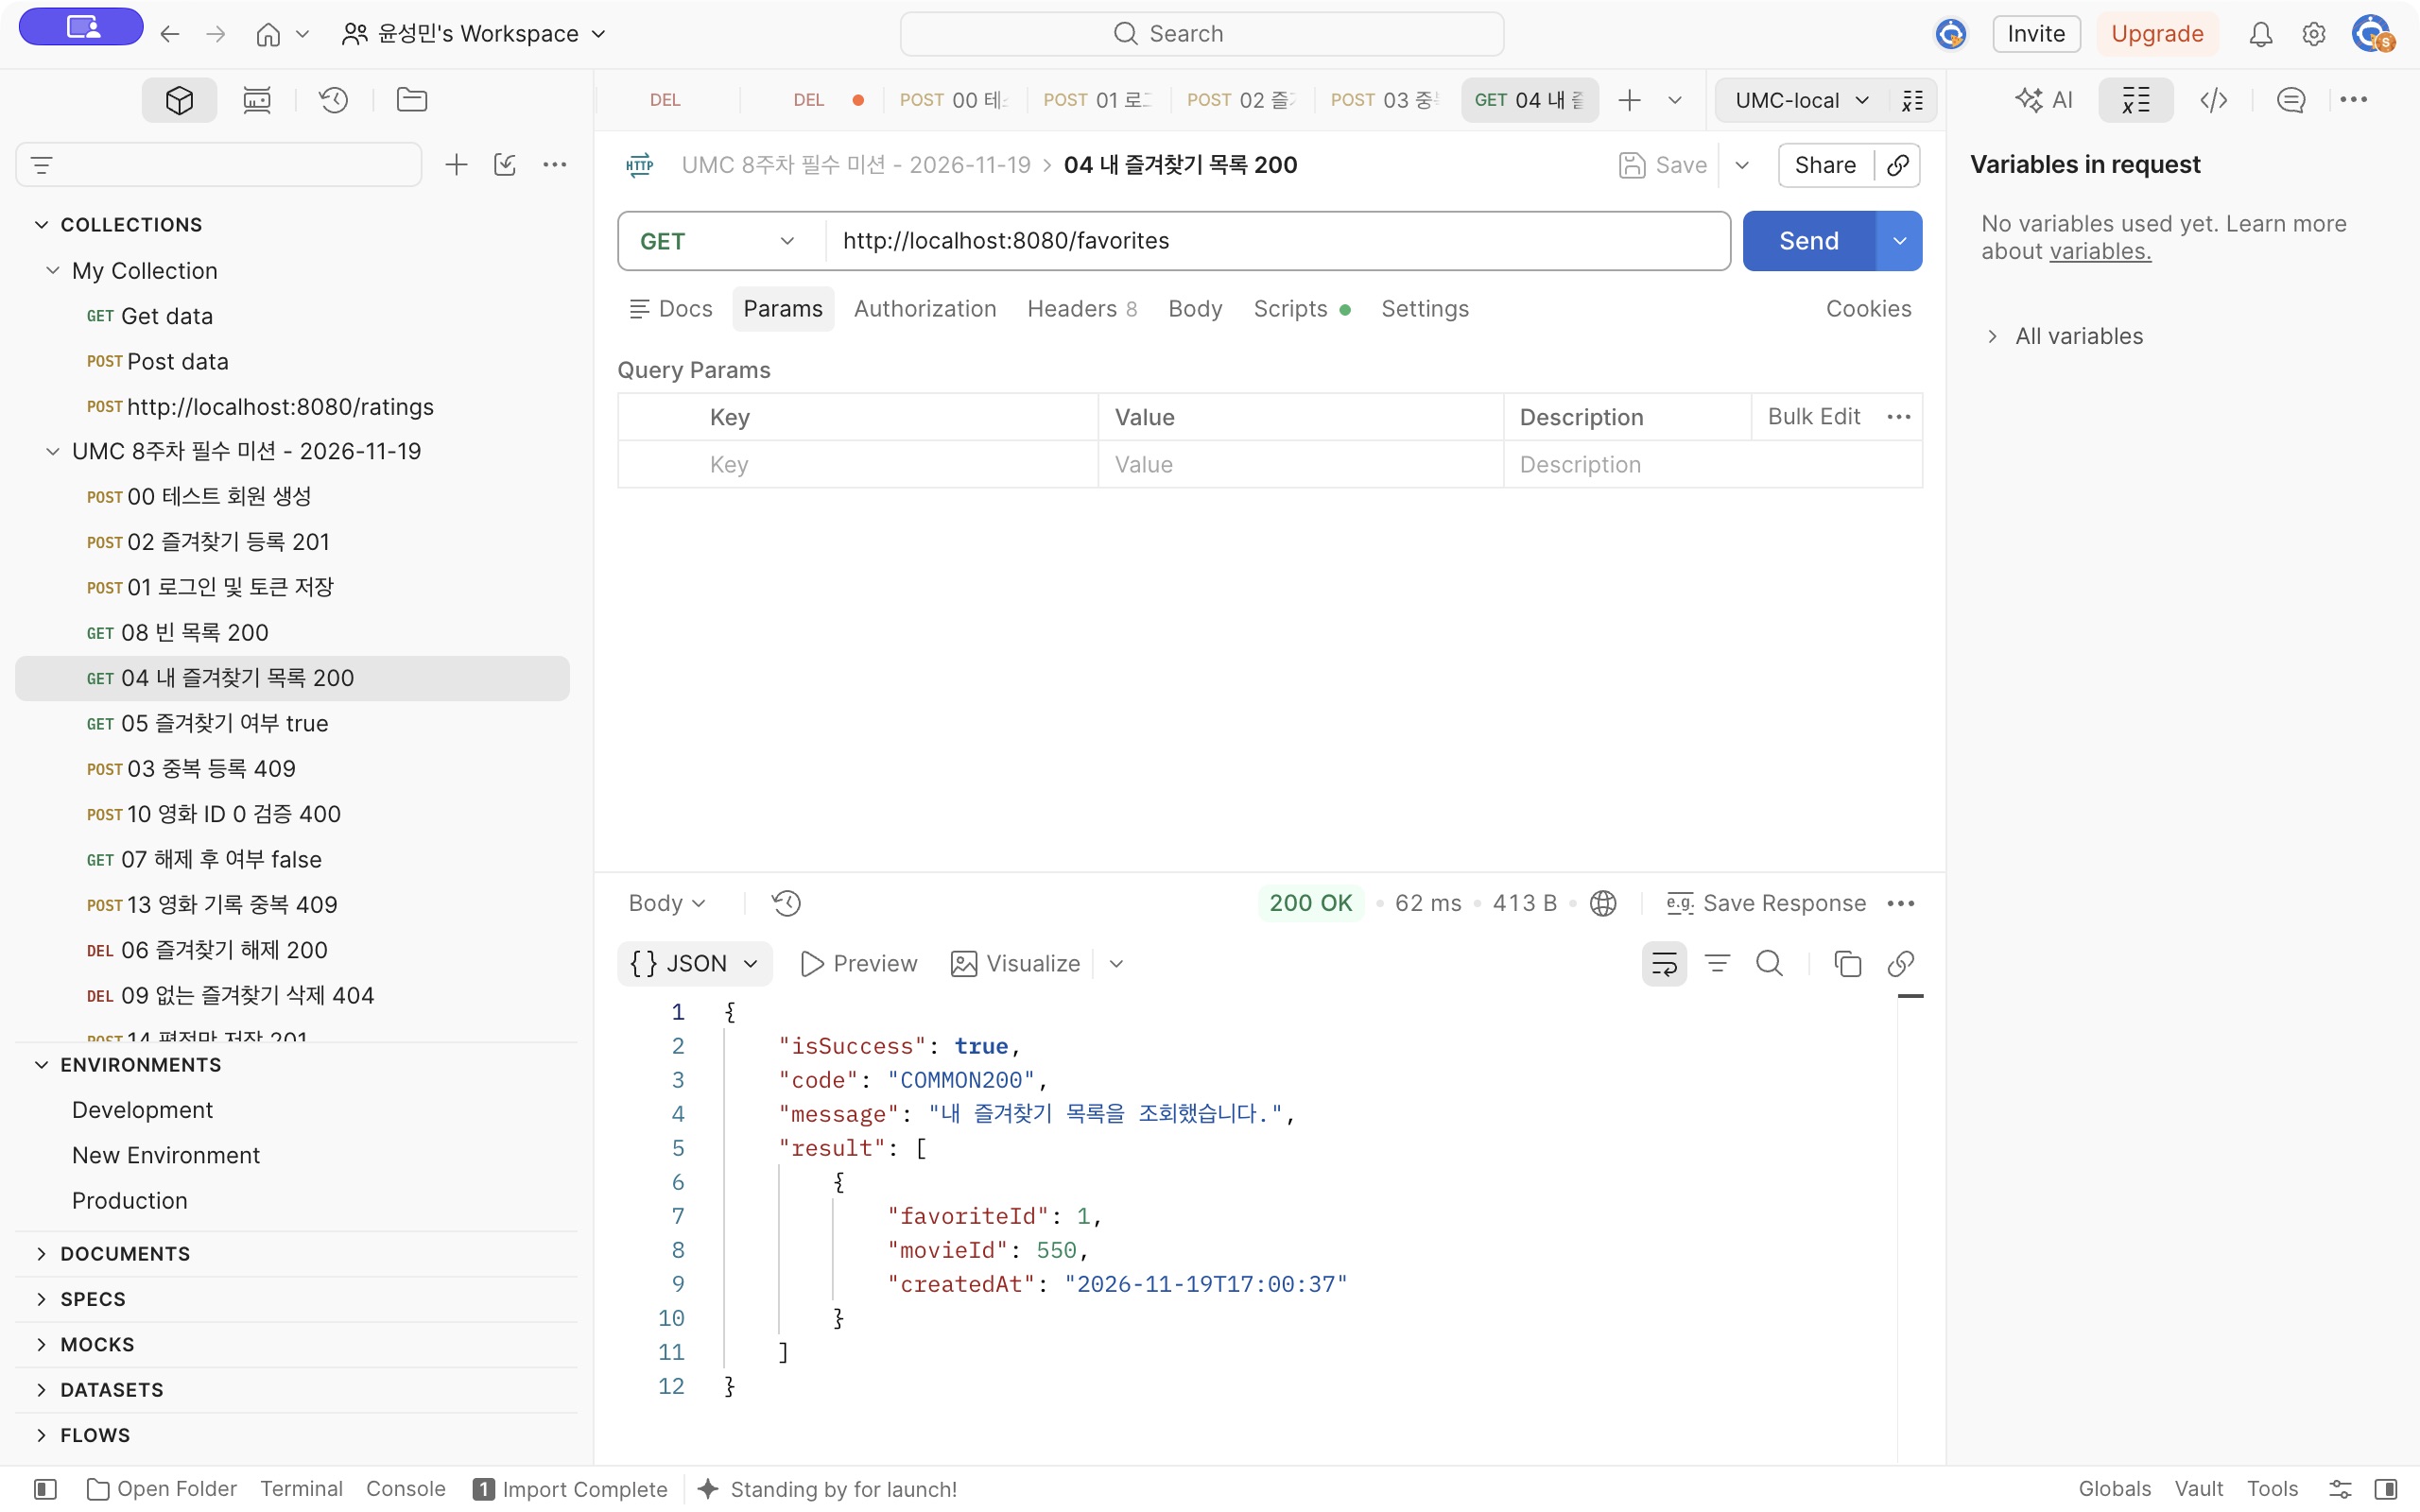 윤성민's Workspace
Search
Invite
Upgrade
DEL
DEL
POST 00 테
POST 01 로
POST 02 즐
POST 03 중
GET 04 내
UMC-local
AI
COLLECTIONS
My Collection
GET Get data
POST Post data
POST http://localhost:8080/ratings
UMC 8주차 필수 미션 - 2026-11-19
POST 00 테스트 회원 생성
POST 02 즐겨찾기 등록 201
POST 01 로그인 및 토큰 저장
GET 08 빈 목록 200
GET 04 내 즐겨찾기 목록 200
GET 05 즐겨찾기 여부 true
POST 03 중복 등록 409
POST 10 영화 ID 0 검증 400
GET 07 해제 후 여부 false
POST 13 영화 기록 중복 409
DEL 06 즐겨찾기 해제 200
DEL 09 없는 즐겨찾기 삭제 404
POST 14 평점만 저장 201
ENVIRONMENTS
Development
New Environment
Production
DOCUMENTS
SPECS
MOCKS
DATASETS
FLOWS
HTTP UMC 8주차 필수 미션 - 2026-11-19 > 04 내 즐겨찾기 목록 200
Save
Share
GET http://localhost:8080/favorites
Send
Docs Params Authorization Headers 8 Body Scripts Settings Cookies
Query Params
Key Value Description Bulk Edit
Key Value Description
Body
200 OK 62 ms 413 B
e.g. Save Response
{} JSON Preview Visualize
1 {
2 "isSuccess": true,
3 "code": "COMMON200",
4 "message": "내 즐겨찾기 목록을 조회했습니다.",
5 "result": [
6 {
7 "favoriteId": 1,
8 "movieId": 550,
9 "createdAt": "2026-11-19T17:00:37"
10 }
11 ]
12 }
Variables in request
No variables used yet. Learn more
about variables.
All variables
Open Folder Terminal Console 1 Import Complete Standing by for launch!
Globals Vault Tools